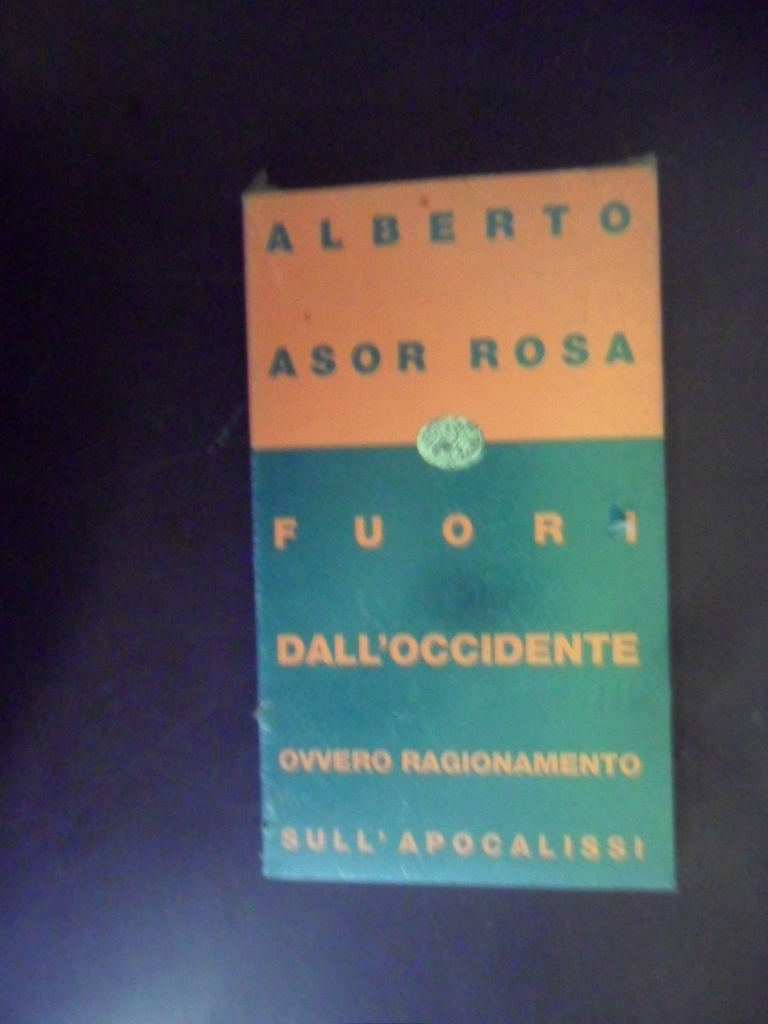 ALBERTO
ASOR ROSA
FUORI
DALL'OCCIDENTE
OVVERO RAGIONAMENTO
SULL'APOCALISSI